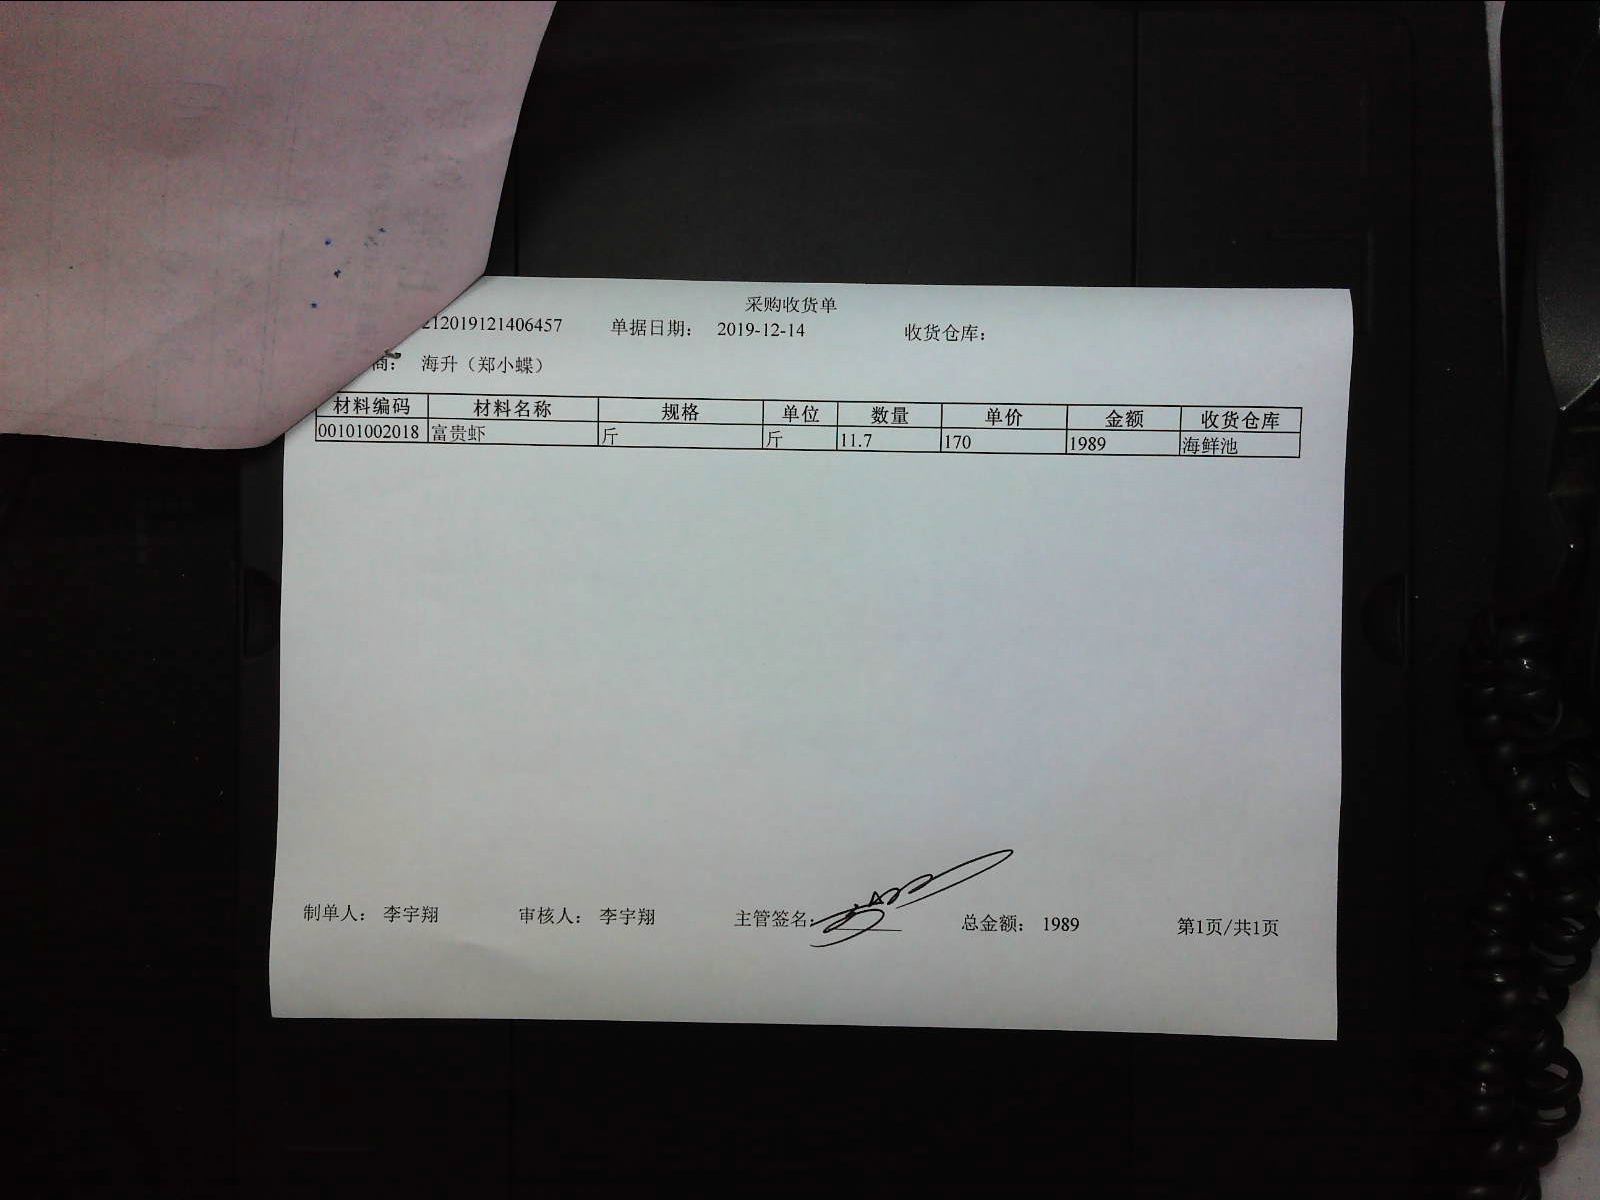 采购收货单
212019121406457 单据日期: 2019-12-14 收货仓库:
商: 海升（郑小蝶）
材料编码 材料名称 规格 单位 数量 单价 金额 收货仓库
00101002018 富贵虾 斤 斤 11.7 170 1989 海鲜池
制单人: 李宇翔 审核人: 李宇翔 主管签名: 总金额: 1989 第1页/共1页